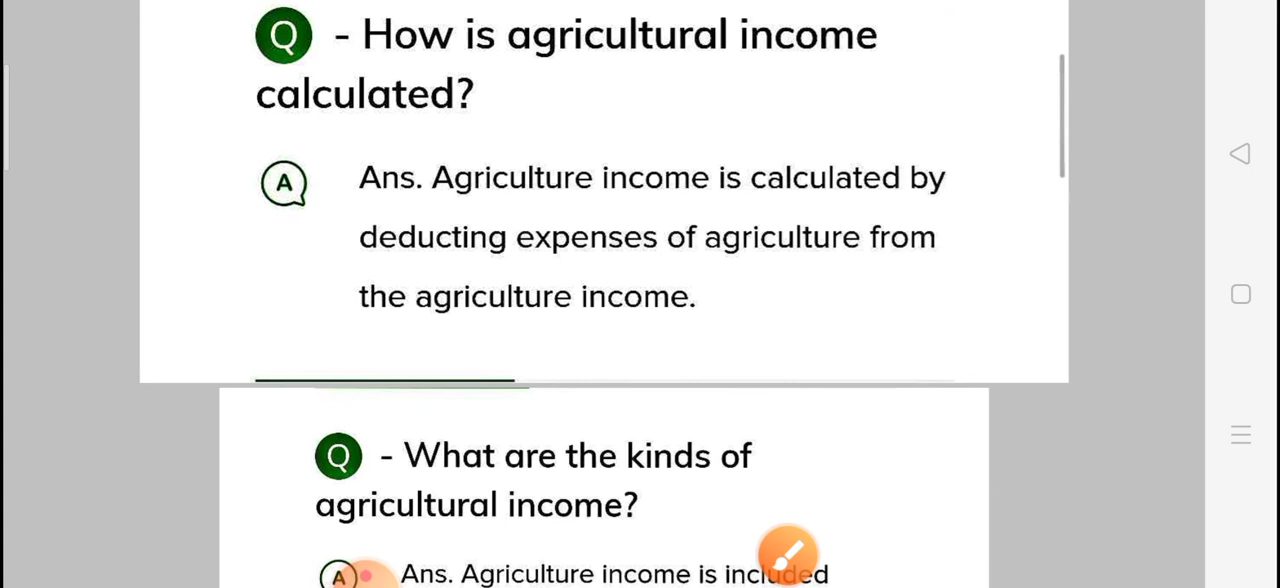 Q - How is agricultural income
calculated?
A Ans. Agriculture income is calculated by
deducting expenses of agriculture from
the agriculture income.
Q - What are the kinds of
agricultural income?
A Ans. Agriculture income is included